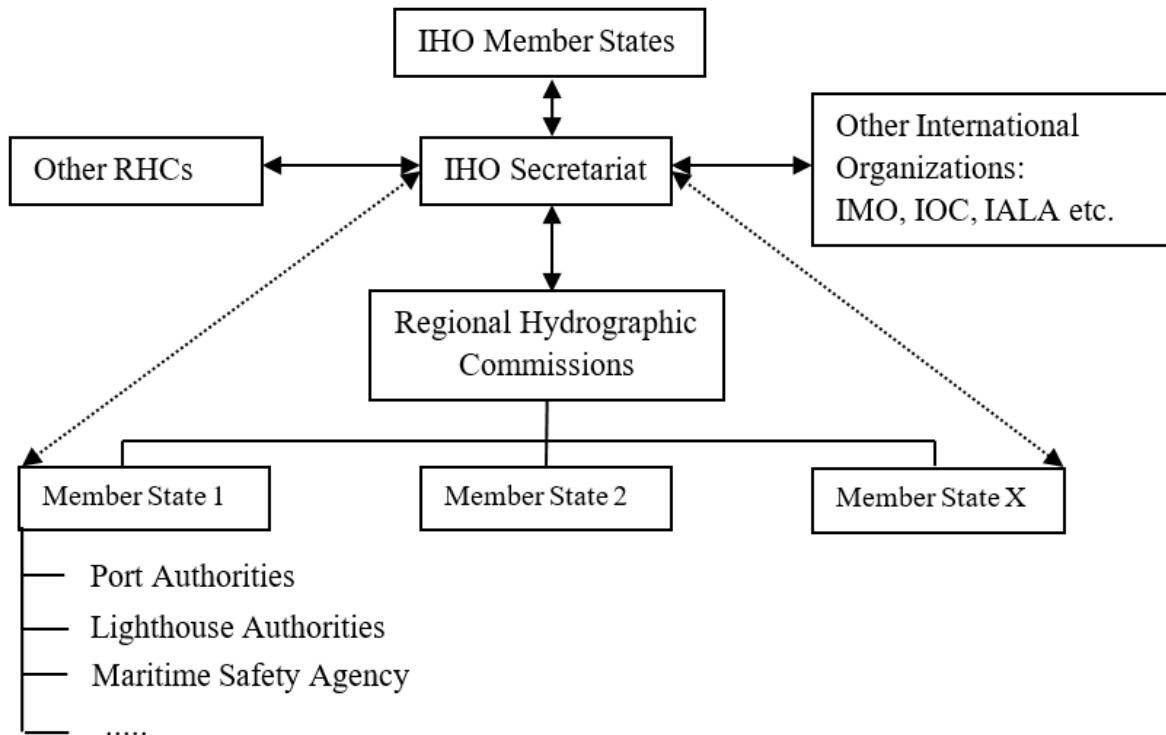 IHO Member States
Other RHCs
IHO Secretariat
Other International
Organizations:
IMO, IOC, IALA etc.
Regional Hydrographic
Commissions
Member State 1
Member State 2
Member State X
Port Authorities
Lighthouse Authorities
Maritime Safety Agency
.....